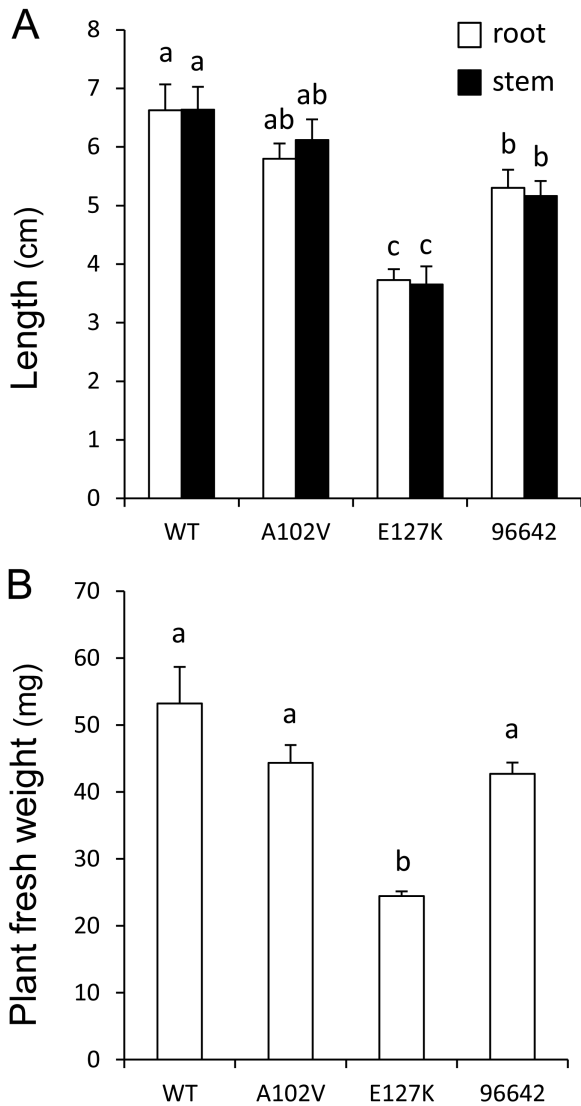 A
root
stem
Length (cm)
8
7
6
5
4
3
2
1
0
a a
ab ab
c c
b b
WT A102V E127K 96642
B
Plant fresh weight (mg)
70
60
50
40
30
20
10
0
a
a
b
a
WT A102V E127K 96642